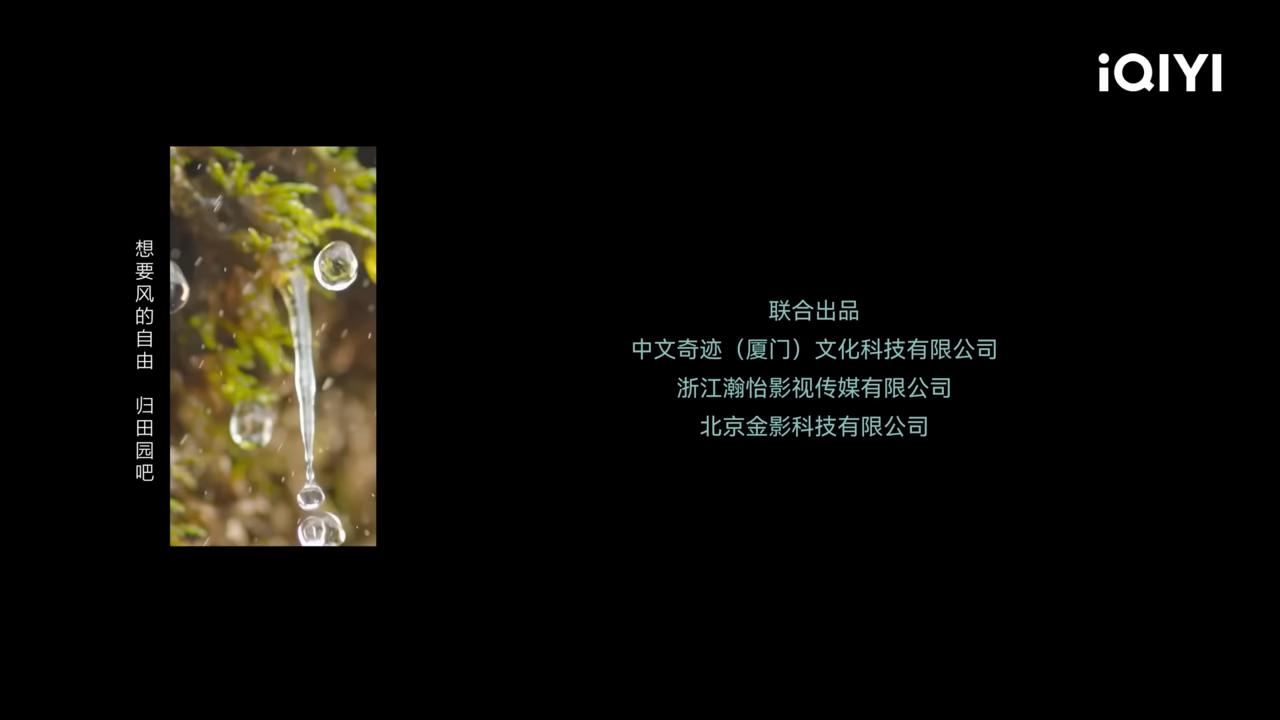 iQIYI
想要风的自由 归田园吧
联合出品
中文奇迹（厦门）文化科技有限公司
浙江瀚怡影视传媒有限公司
北京金影科技有限公司